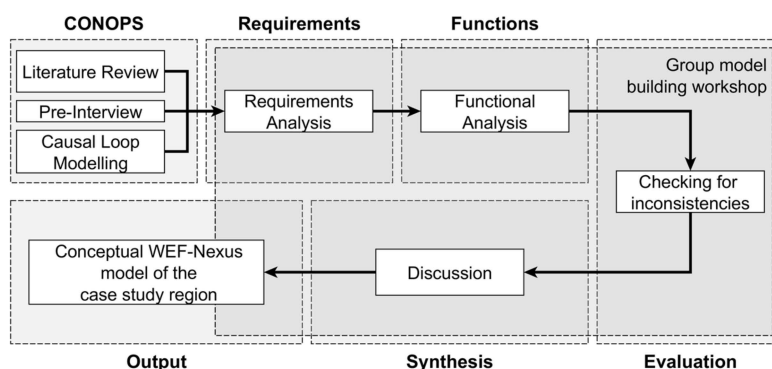 CONOPS
Requirements
Functions
Literature Review
Pre-Interview
Causal Loop
Modelling
Requirements
Analysis
Functional
Analysis
Group model
building workshop
Checking for
inconsistencies
Conceptual WEF-Nexus
model of the
case study region
Discussion
Output
Synthesis
Evaluation